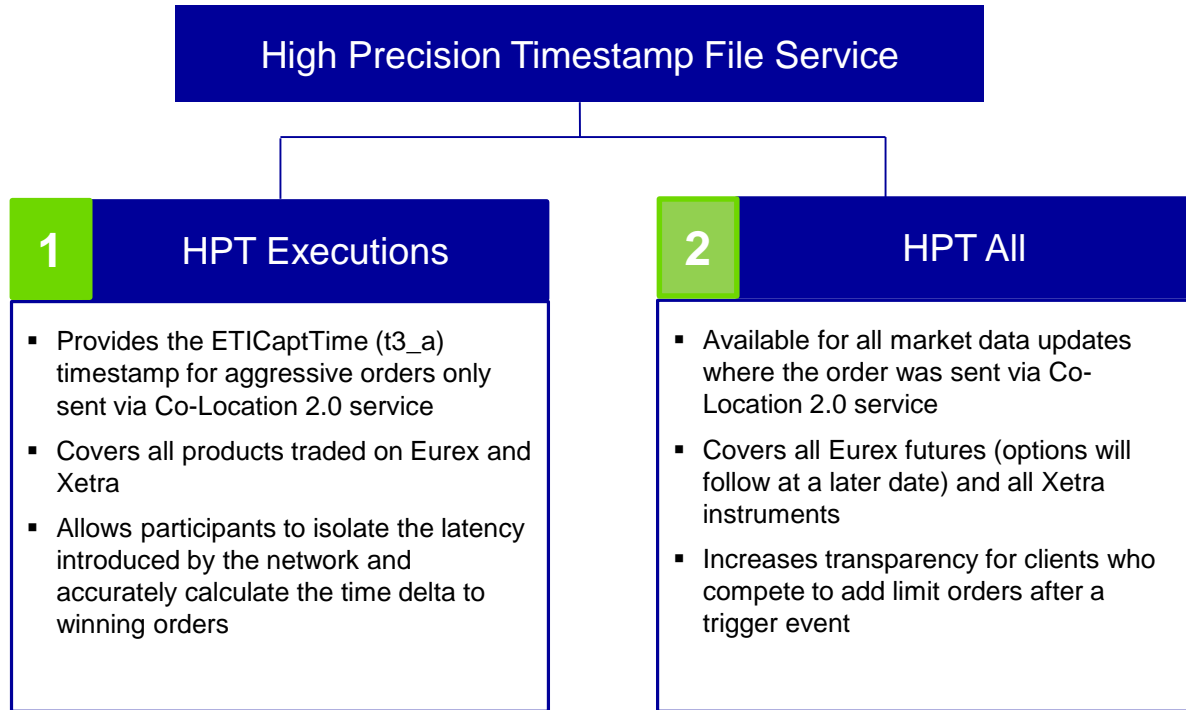 High Precision Timestamp File Service
1
HPT Executions
▪ Provides the ETICaptTime (t3_a)
timestamp for aggressive orders only
sent via Co-Location 2.0 service
▪ Covers all products traded on Eurex and
Xetra
▪ Allows participants to isolate the latency
introduced by the network and
accurately calculate the time delta to
winning orders
2
HPT All
▪ Available for all market data updates
where the order was sent via Co-
Location 2.0 service
▪ Covers all Eurex futures (options will
follow at a later date) and all Xetra
instruments
▪ Increases transparency for clients who
compete to add limit orders after a
trigger event